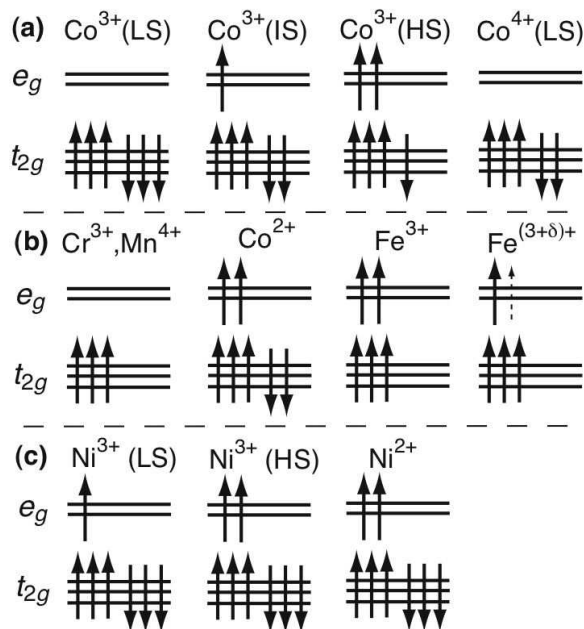 (a) Co3+(LS) Co3+(IS) Co3+(HS) Co4+(LS)
eg
t2g
(b) Cr3+,Mn4+ Co2+ Fe3+ Fe(3+δ)+
eg
t2g
(c) Ni3+ (LS) Ni3+ (HS) Ni2+
eg
t2g